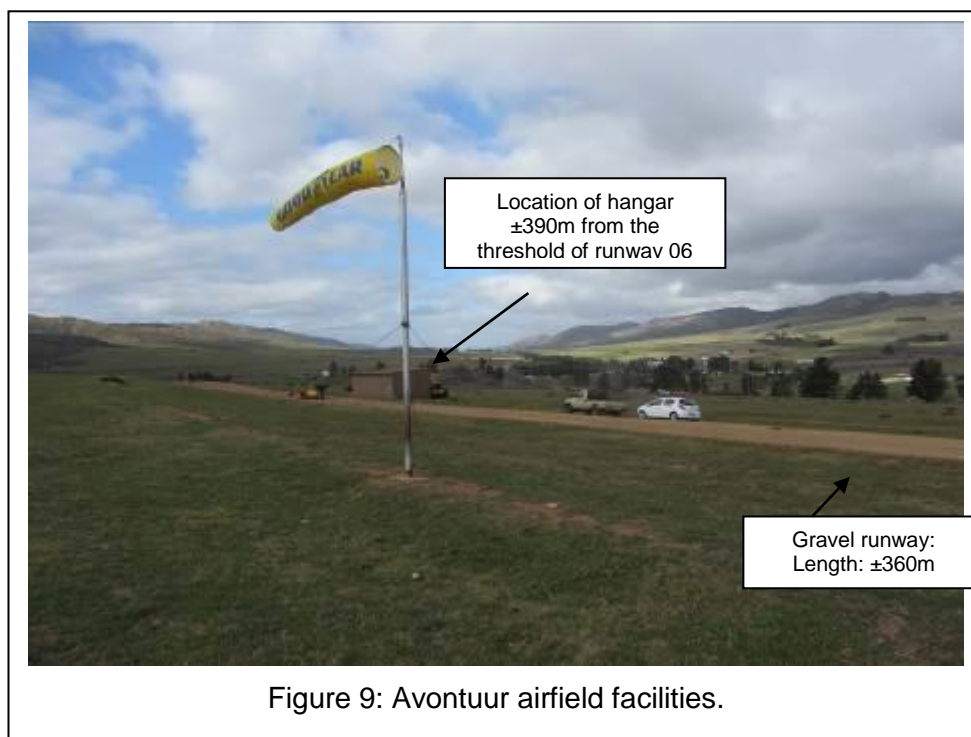 GOODYEAR
Location of hangar
±390m from the
threshold of runway 06
Gravel runway:
Length: ±360m
Figure 9: Avontuur airfield facilities.